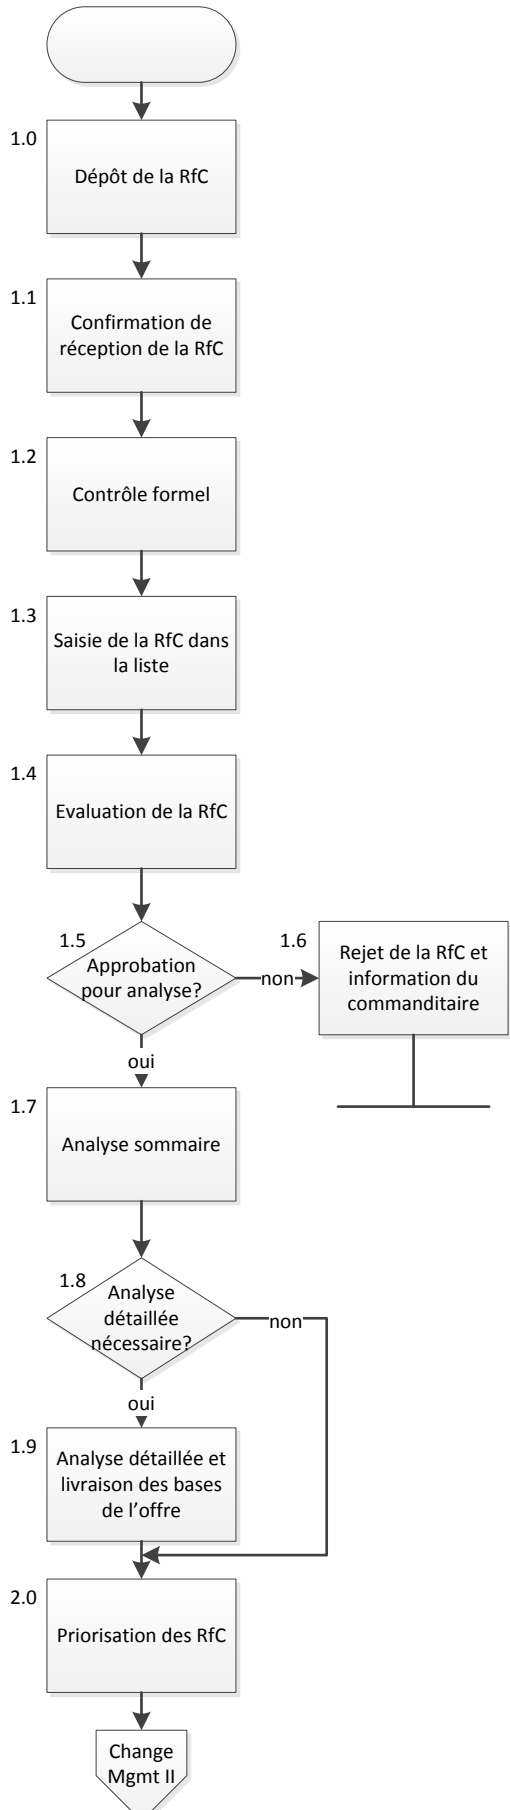 1.0
Dépôt de la RfC
1.1
Confirmation de
réception de la RfC
1.2
Contrôle formel
1.3
Saisie de la RfC dans
la liste
1.4
Evaluation de la RfC
1.5
Approbation
pour analyse?
non
1.6
Rejet de la RfC et
information du
commanditaire
oui
1.7
Analyse sommaire
1.8
Analyse
détaillée
nécessaire?
non
oui
1.9
Analyse détaillée et
livraison des bases
de l’offre
2.0
Priorisation des RfC
Change
Mgmt II